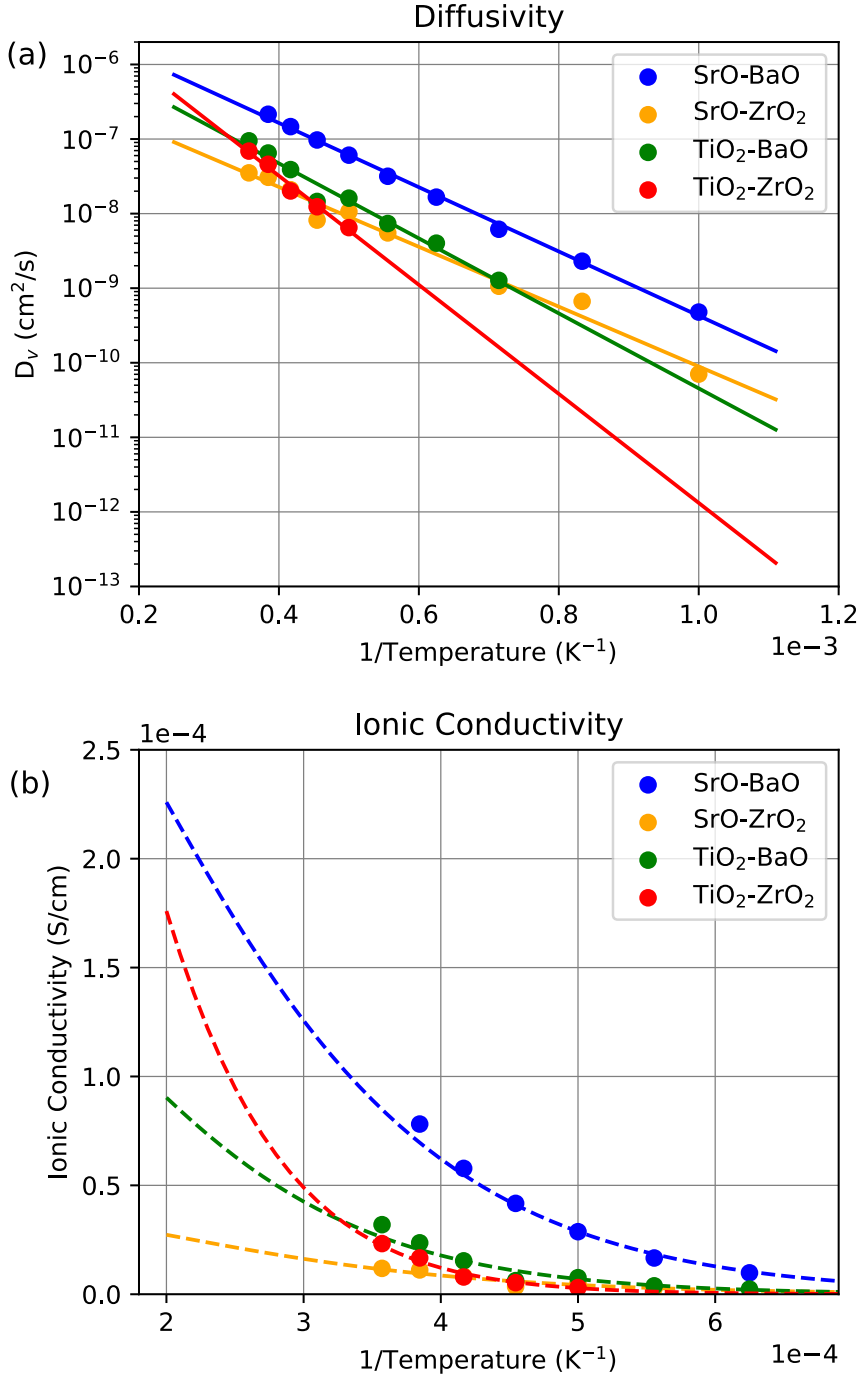 Diffusivity
(a)
SrO-BaO
SrO-ZrO₂
TiO₂-BaO
TiO₂-ZrO₂
10⁻⁶
10⁻⁷
10⁻⁸
10⁻⁹
10⁻¹⁰
10⁻¹¹
10⁻¹²
10⁻¹³
Dᵥ (cm²/s)
0.2 0.4 0.6 0.8 1.0 1.2
1/Temperature (K⁻¹)
1e−3
Ionic Conductivity
1e−4
(b)
SrO-BaO
SrO-ZrO₂
TiO₂-BaO
TiO₂-ZrO₂
2.5
2.0
1.5
1.0
0.5
0.0
Ionic Conductivity (S/cm)
2 3 4 5 6
1/Temperature (K⁻¹)
1e−4